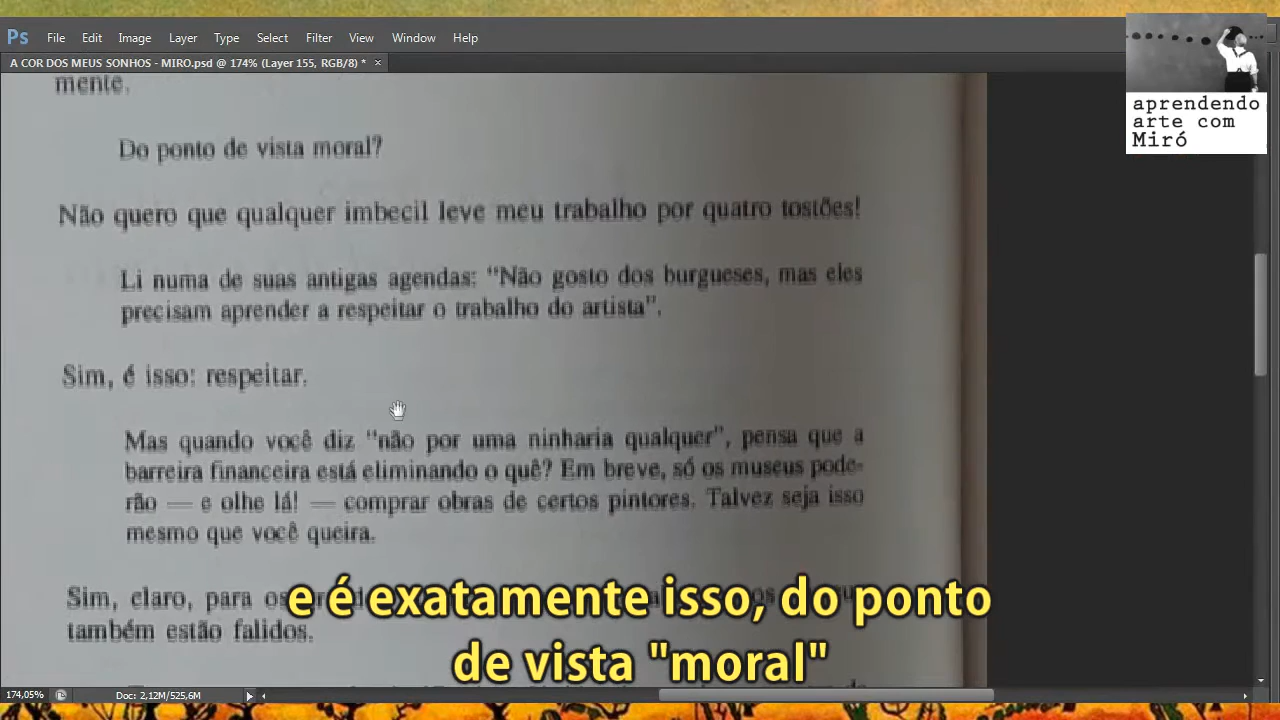 Ps File Edit Image Layer Type Select Filter View Window Help
A COR DOS MEUS SONHOS - MIRO.psd @ 174% (Layer 155, RGB/8) * ×
aprendendo
arte com
Miró
mente.
Do ponto de vista moral?
Não quero que qualquer imbecil leve meu trabalho por quatro tostões!
Li numa de suas antigas agendas: “Não gosto dos burgueses, mas eles
precisam aprender a respeitar o trabalho do artista”.
Sim, é isso: respeitar.
Mas quando você diz “não por uma ninharia qualquer”, pensa que a
barreira financeira está eliminando o quê? Em breve, só os museus pode-
rão — e olhe lá! — comprar obras de certos pintores. Talvez seja isso
mesmo que você queira.
Sim, claro, para os
também estão falidos.
e é exatamente isso, do ponto
de vista "moral"
174,05% Doc: 2,12M/525,6M